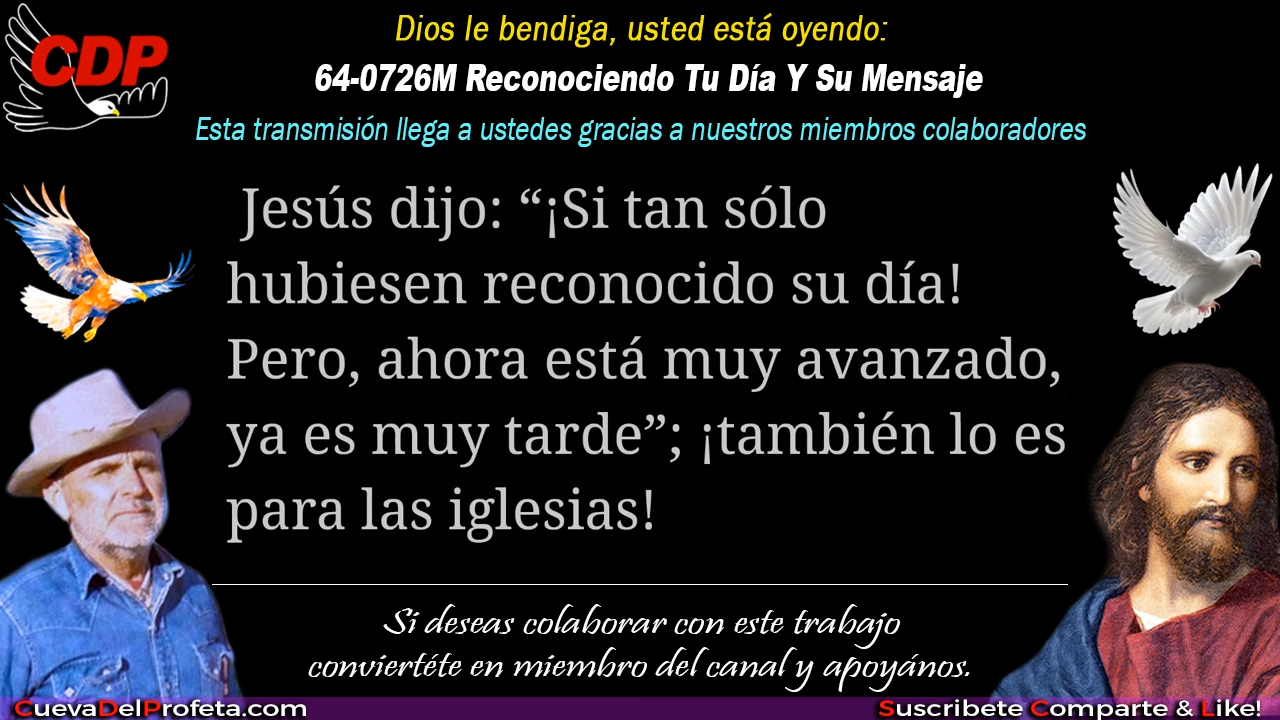 CDP
Dios le bendiga, usted está oyendo:
64-0726M Reconociendo Tu Día Y Su Mensaje
Esta transmisión llega a ustedes gracias a nuestros miembros colaboradores
Jesús dijo: “¡Si tan sólo
hubiesen reconocido su día!
Pero, ahora está muy avanzado,
ya es muy tarde”; ¡también lo es
para las iglesias!
Si deseas colaborar con este trabajo
conviertéte en miembro del canal y apoyános.
CuevaDelProfeta.com
Suscribete Comparte & Like!